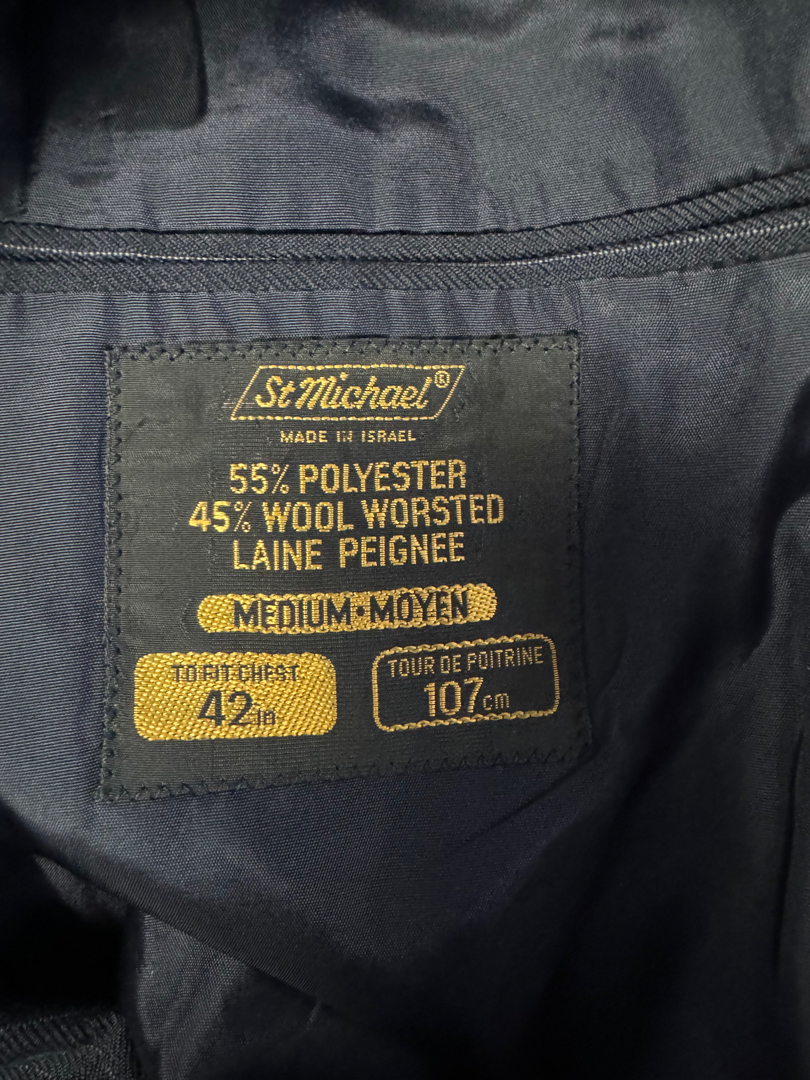 St Michael®
MADE IN ISRAEL
55% POLYESTER
45% WOOL WORSTED
LAINE PEIGNEE
MEDIUM•MOYEN
TO FIT CHEST
42in
TOUR DE POITRINE
107cm